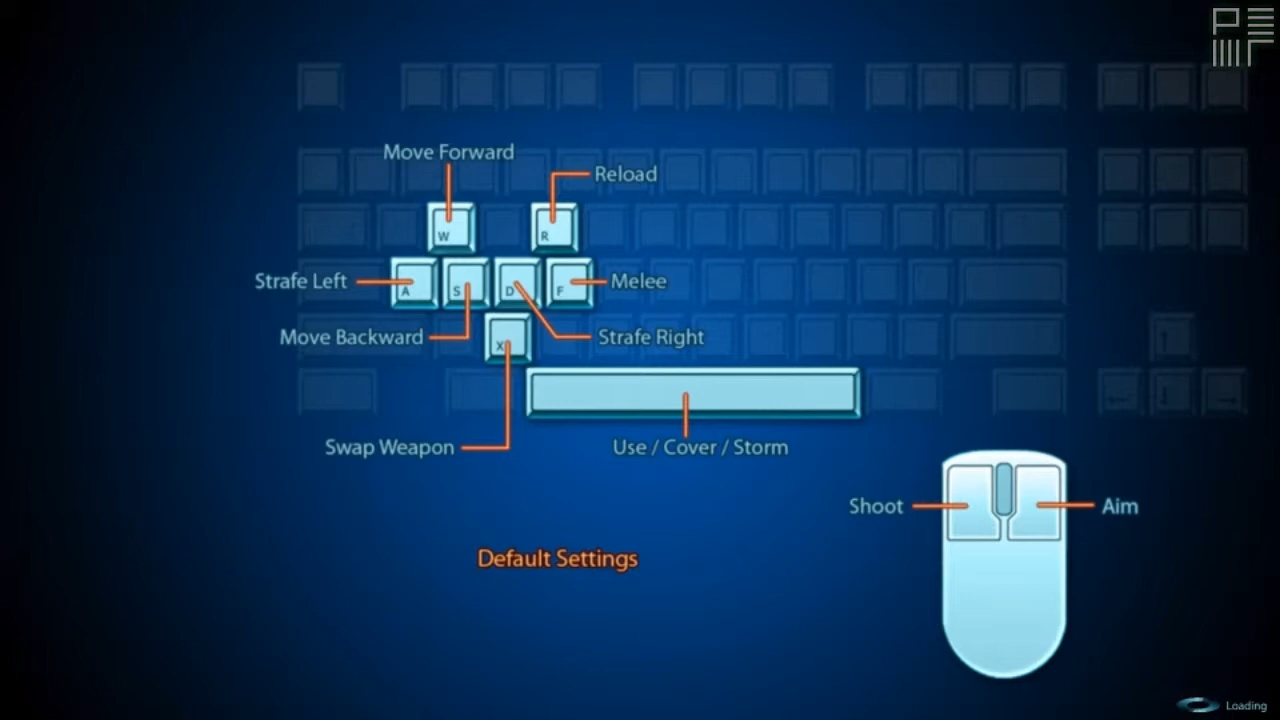 Move Forward
Reload
W
R
Strafe Left
A
S
D
F
Melee
Move Backward
X
Strafe Right
Swap Weapon
Use / Cover / Storm
Shoot
Aim
Default Settings
Loading